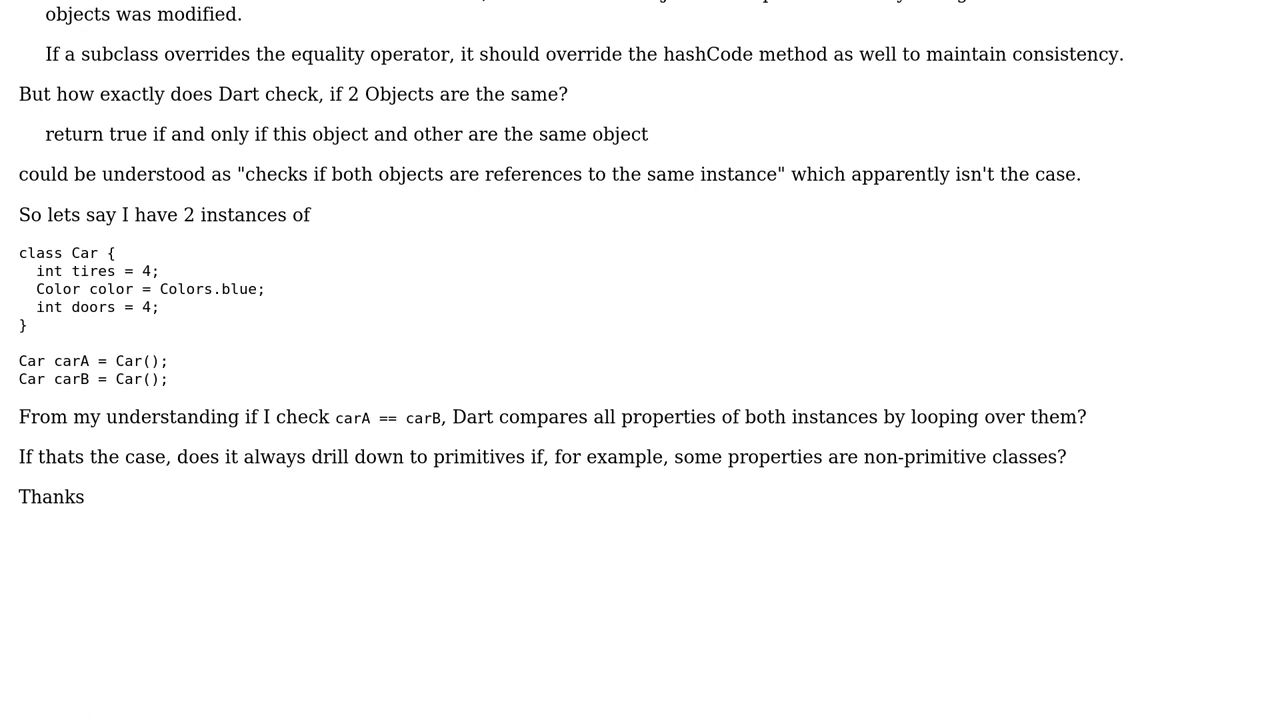 objects was modified.
If a subclass overrides the equality operator, it should override the hashCode method as well to maintain consistency.
But how exactly does Dart check, if 2 Objects are the same?
return true if and only if this object and other are the same object
could be understood as "checks if both objects are references to the same instance" which apparently isn't the case.
So lets say I have 2 instances of
class Car {
  int tires = 4;
  Color color = Colors.blue;
  int doors = 4;
}
Car carA = Car();
Car carB = Car();
From my understanding if I check carA == carB, Dart compares all properties of both instances by looping over them?
If thats the case, does it always drill down to primitives if, for example, some properties are non-primitive classes?
Thanks